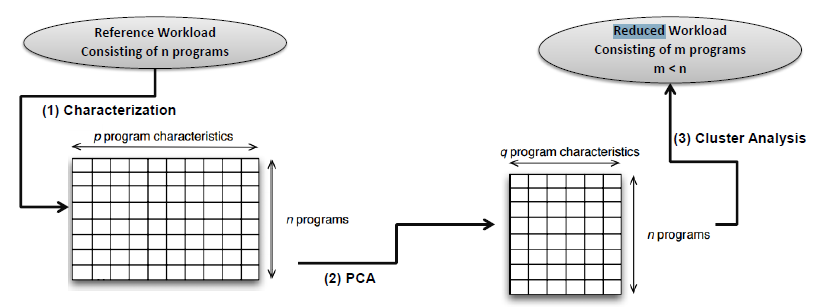 Reference Workload
Consisting of n programs
(1) Characterization
p program characteristics
n programs
(2) PCA
q program characteristics
n programs
(3) Cluster Analysis
Reduced Workload
Consisting of m programs
m < n